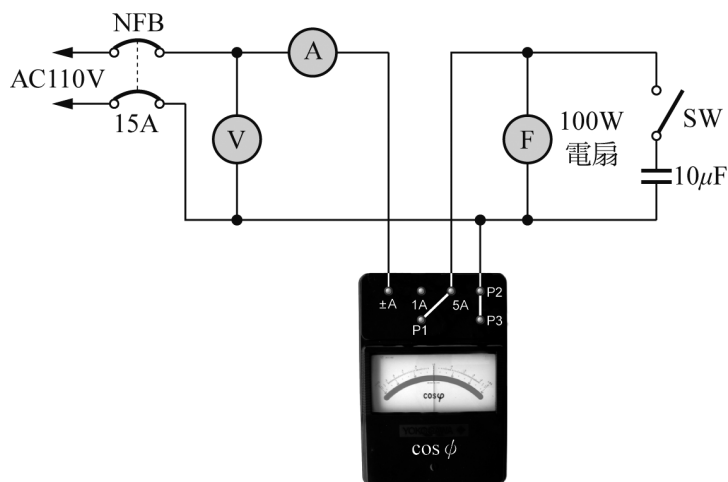 NFB
AC110V
15A
A
V
F
100W
電扇
SW
10μF
±A
1A
5A
P1
P2
P3
cosφ
cos ϕ